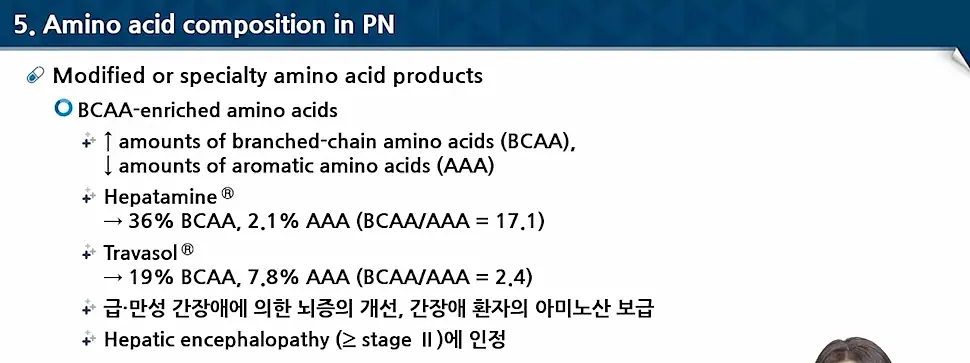 5. Amino acid composition in PN
Modified or specialty amino acid products
BCAA-enriched amino acids
↑ amounts of branched-chain amino acids (BCAA),
↓ amounts of aromatic amino acids (AAA)
Hepatamine®
→ 36% BCAA, 2.1% AAA (BCAA/AAA = 17.1)
Travasol®
→ 19% BCAA, 7.8% AAA (BCAA/AAA = 2.4)
급·만성 간장애에 의한 뇌증의 개선, 간장애 환자의 아미노산 보급
Hepatic encephalopathy (≥ stage Ⅱ)에 인정